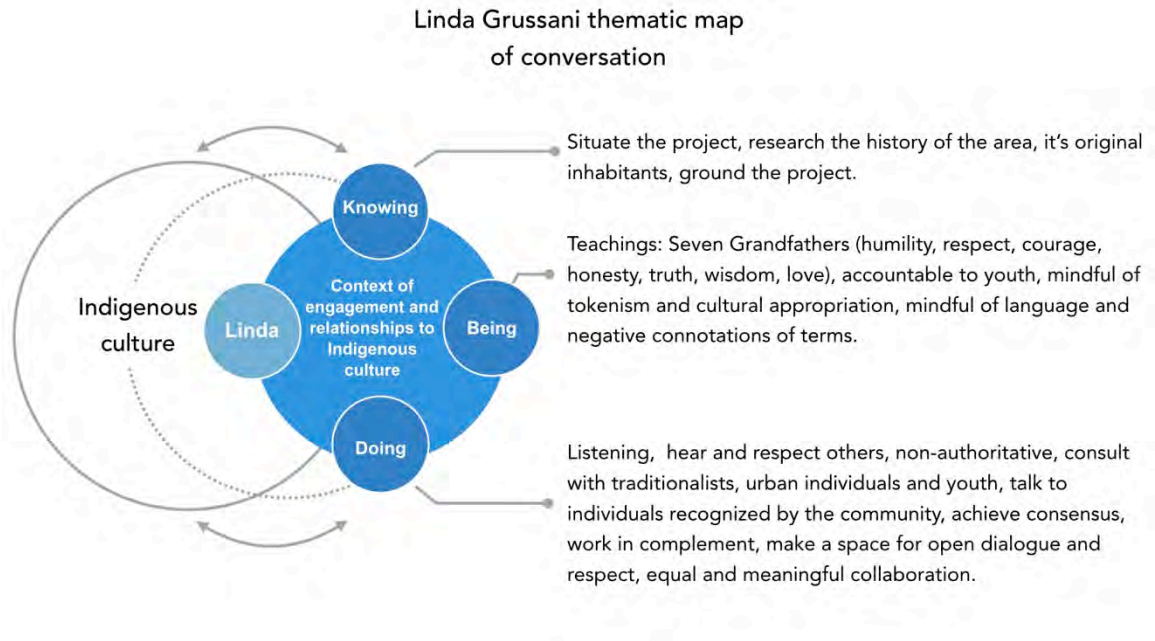 Linda Grussani thematic map
of conversation
Situate the project, research the history of the area, it's original
inhabitants, ground the project.
Knowing
Teachings: Seven Grandfathers (humility, respect, courage,
honesty, truth, wisdom, love), accountable to youth, mindful of
tokenism and cultural appropriation, mindful of language and
negative connotations of terms.
Indigenous
culture
Linda
Context of
engagement and
relationships to
Indigenous
culture
Being
Doing
Listening, hear and respect others, non-authoritative, consult
with traditionalists, urban individuals and youth, talk to
individuals recognized by the community, achieve consensus,
work in complement, make a space for open dialogue and
respect, equal and meaningful collaboration.